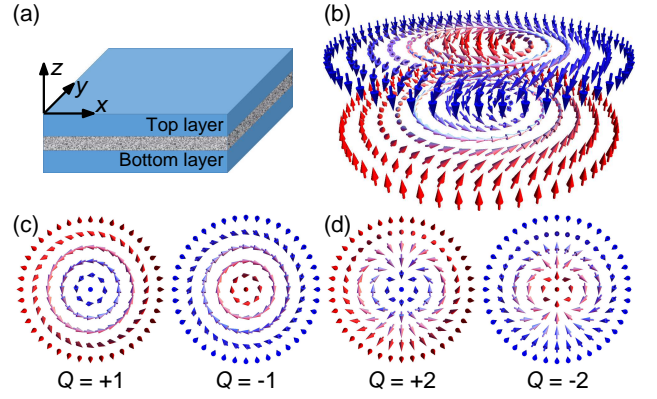 (a)
z
y
x
Top layer
Bottom layer
(b)
(c)
Q = +1
Q = -1
(d)
Q = +2
Q = -2